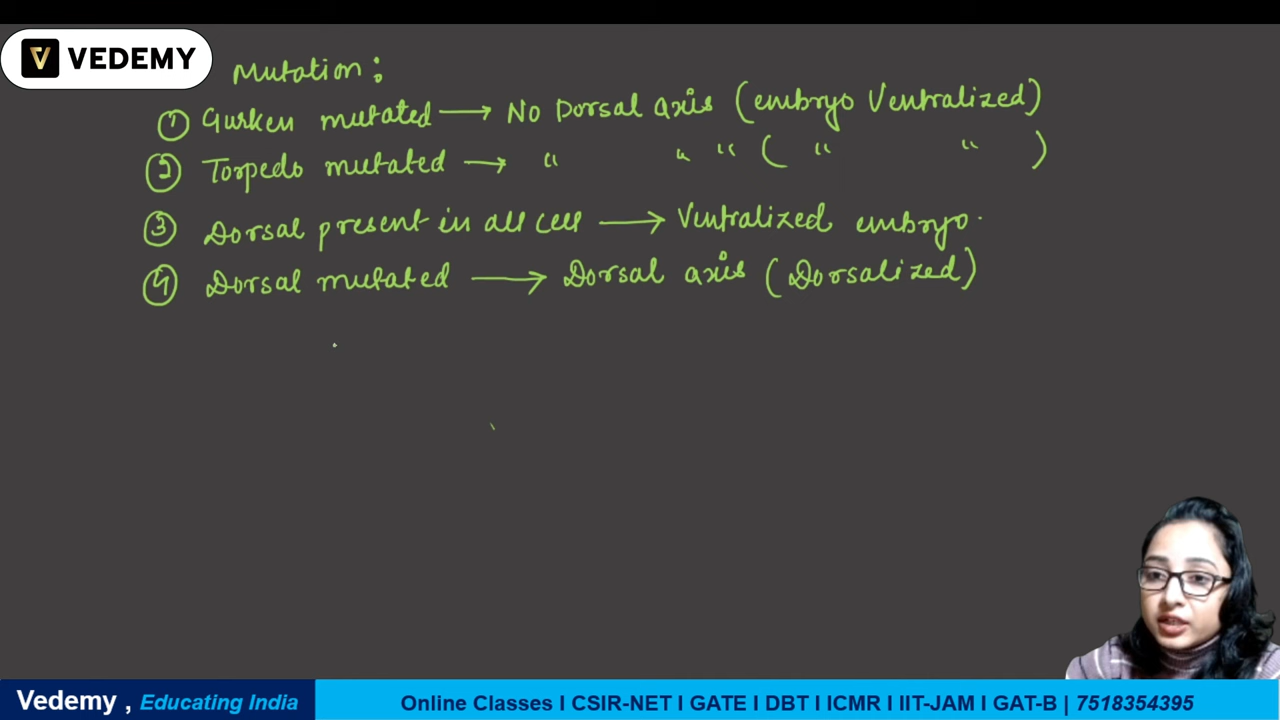 VEDEMY
Mutation :
① Gurken mutated → No Dorsal axis (embryo Ventralized)
② Torpedo mutated → " " " ( " " )
③ Dorsal present in all cell → Ventralized embryo.
④ Dorsal mutated → Dorsal axis (Dorsalized)
Vedemy , Educating India
Online Classes I CSIR-NET I GATE I DBT I ICMR I IIT-JAM I GAT-B | 7518354395